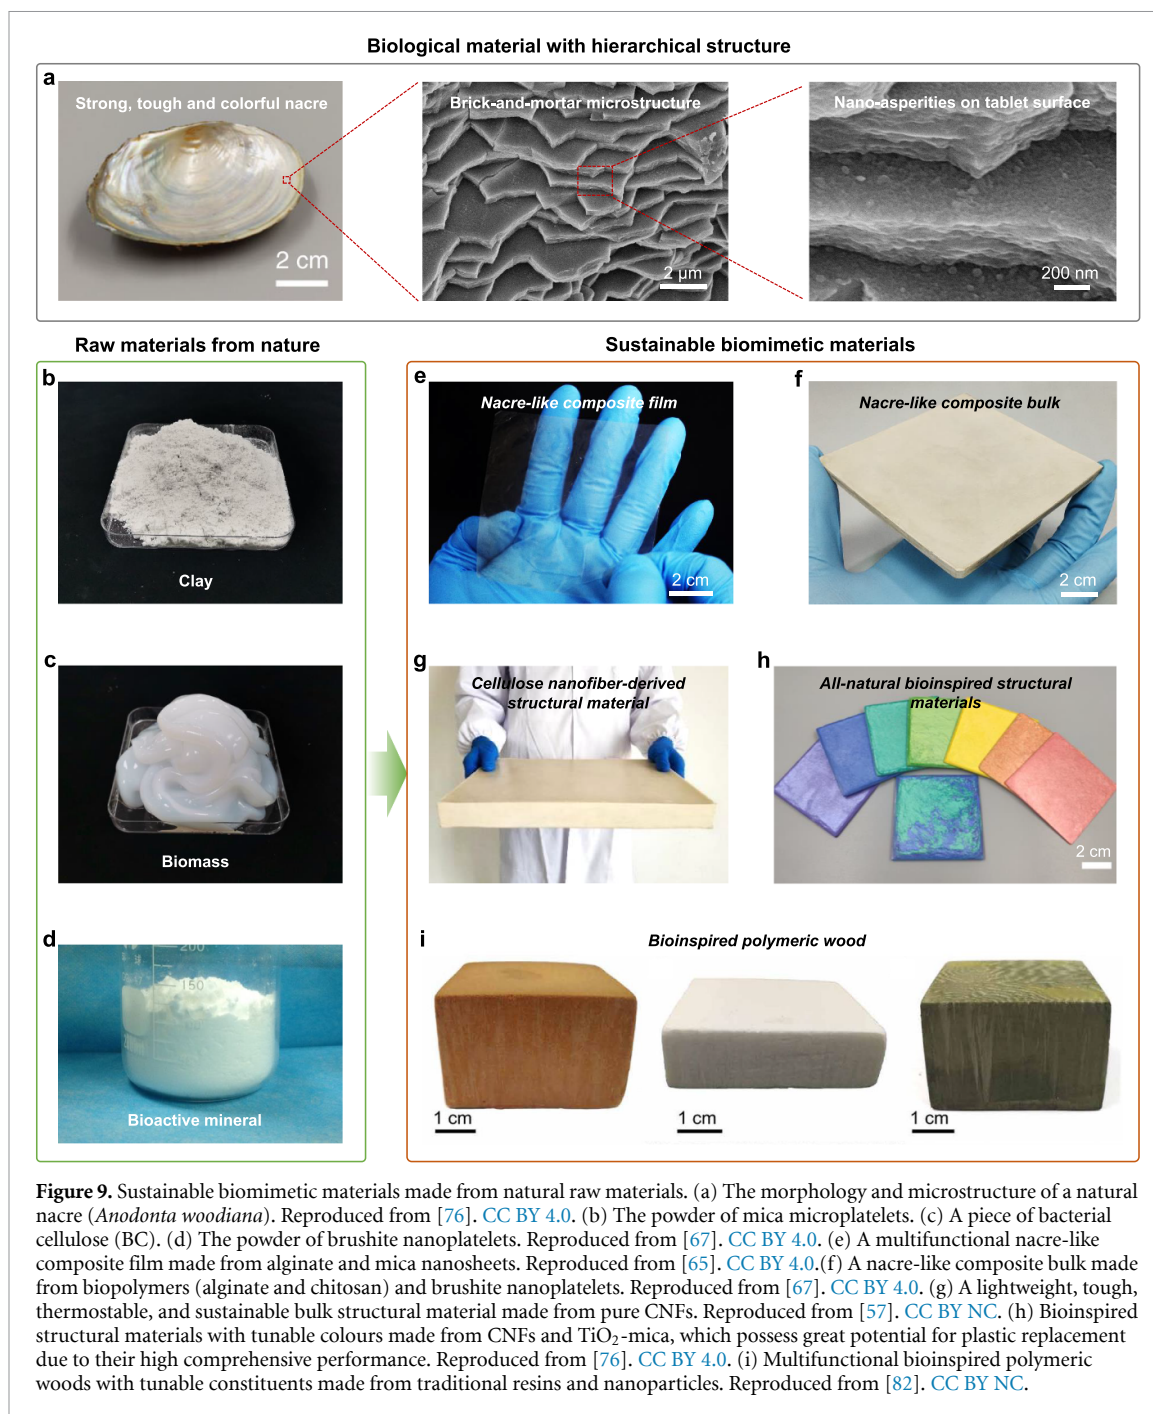 Biological material with hierarchical structure
a
Strong, tough and colorful nacre
Brick-and-mortar microstructure
Nano-asperities on tablet surface
2 cm
2 µm
200 nm
Raw materials from nature
Sustainable biomimetic materials
b
Clay
e
Nacre-like composite film
2 cm
f
Nacre-like composite bulk
2 cm
c
Biomass
g
Cellulose nanofiber-derived
structural material
h
All-natural bioinspired structural
materials
2 cm
d
200
150
Bioactive mineral
i
Bioinspired polymeric wood
1 cm
1 cm
1 cm
Figure 9. Sustainable biomimetic materials made from natural raw materials. (a) The morphology and microstructure of a natural
nacre (Anodonta woodiana). Reproduced from [76]. CC BY 4.0. (b) The powder of mica microplatelets. (c) A piece of bacterial
cellulose (BC). (d) The powder of brushite nanoplatelets. Reproduced from [67]. CC BY 4.0. (e) A multifunctional nacre-like
composite film made from alginate and mica nanosheets. Reproduced from [65]. CC BY 4.0.(f) A nacre-like composite bulk made
from biopolymers (alginate and chitosan) and brushite nanoplatelets. Reproduced from [67]. CC BY 4.0. (g) A lightweight, tough,
thermostable, and sustainable bulk structural material made from pure CNFs. Reproduced from [57]. CC BY NC. (h) Bioinspired
structural materials with tunable colours made from CNFs and TiO₂-mica, which possess great potential for plastic replacement
due to their high comprehensive performance. Reproduced from [76]. CC BY 4.0. (i) Multifunctional bioinspired polymeric
woods with tunable constituents made from traditional resins and nanoparticles. Reproduced from [82]. CC BY NC.